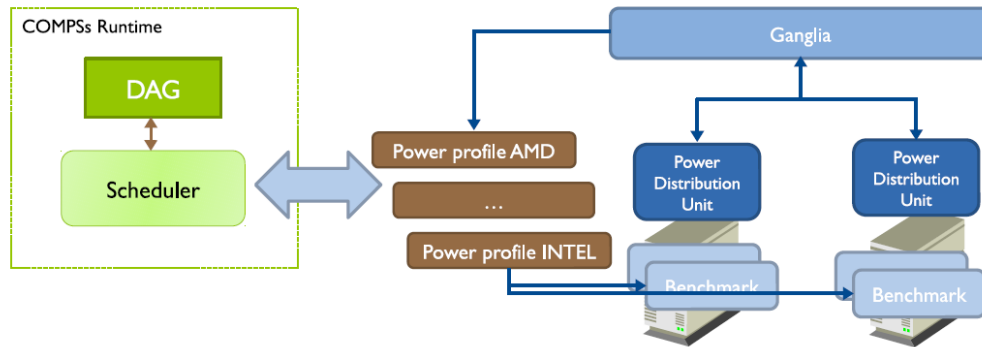 COMPSs Runtime
DAG
Scheduler
Ganglia
Power profile AMD
...
Power profile INTEL
Power
Distribution
Unit
Power
Distribution
Unit
Benchmark
Benchmark